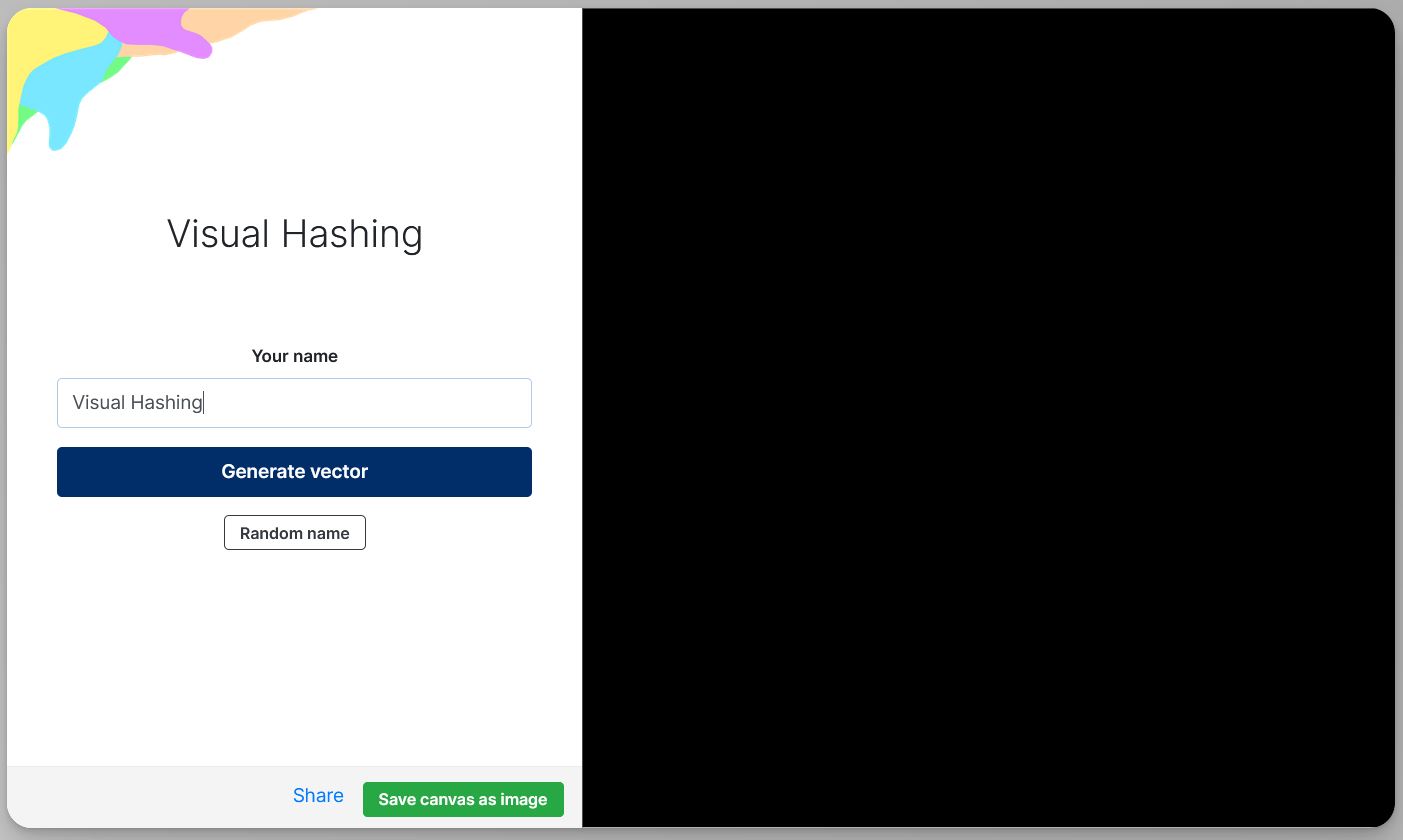 Visual Hashing
Your name
Visual Hashing
Generate vector
Random name
Share
Save canvas as image